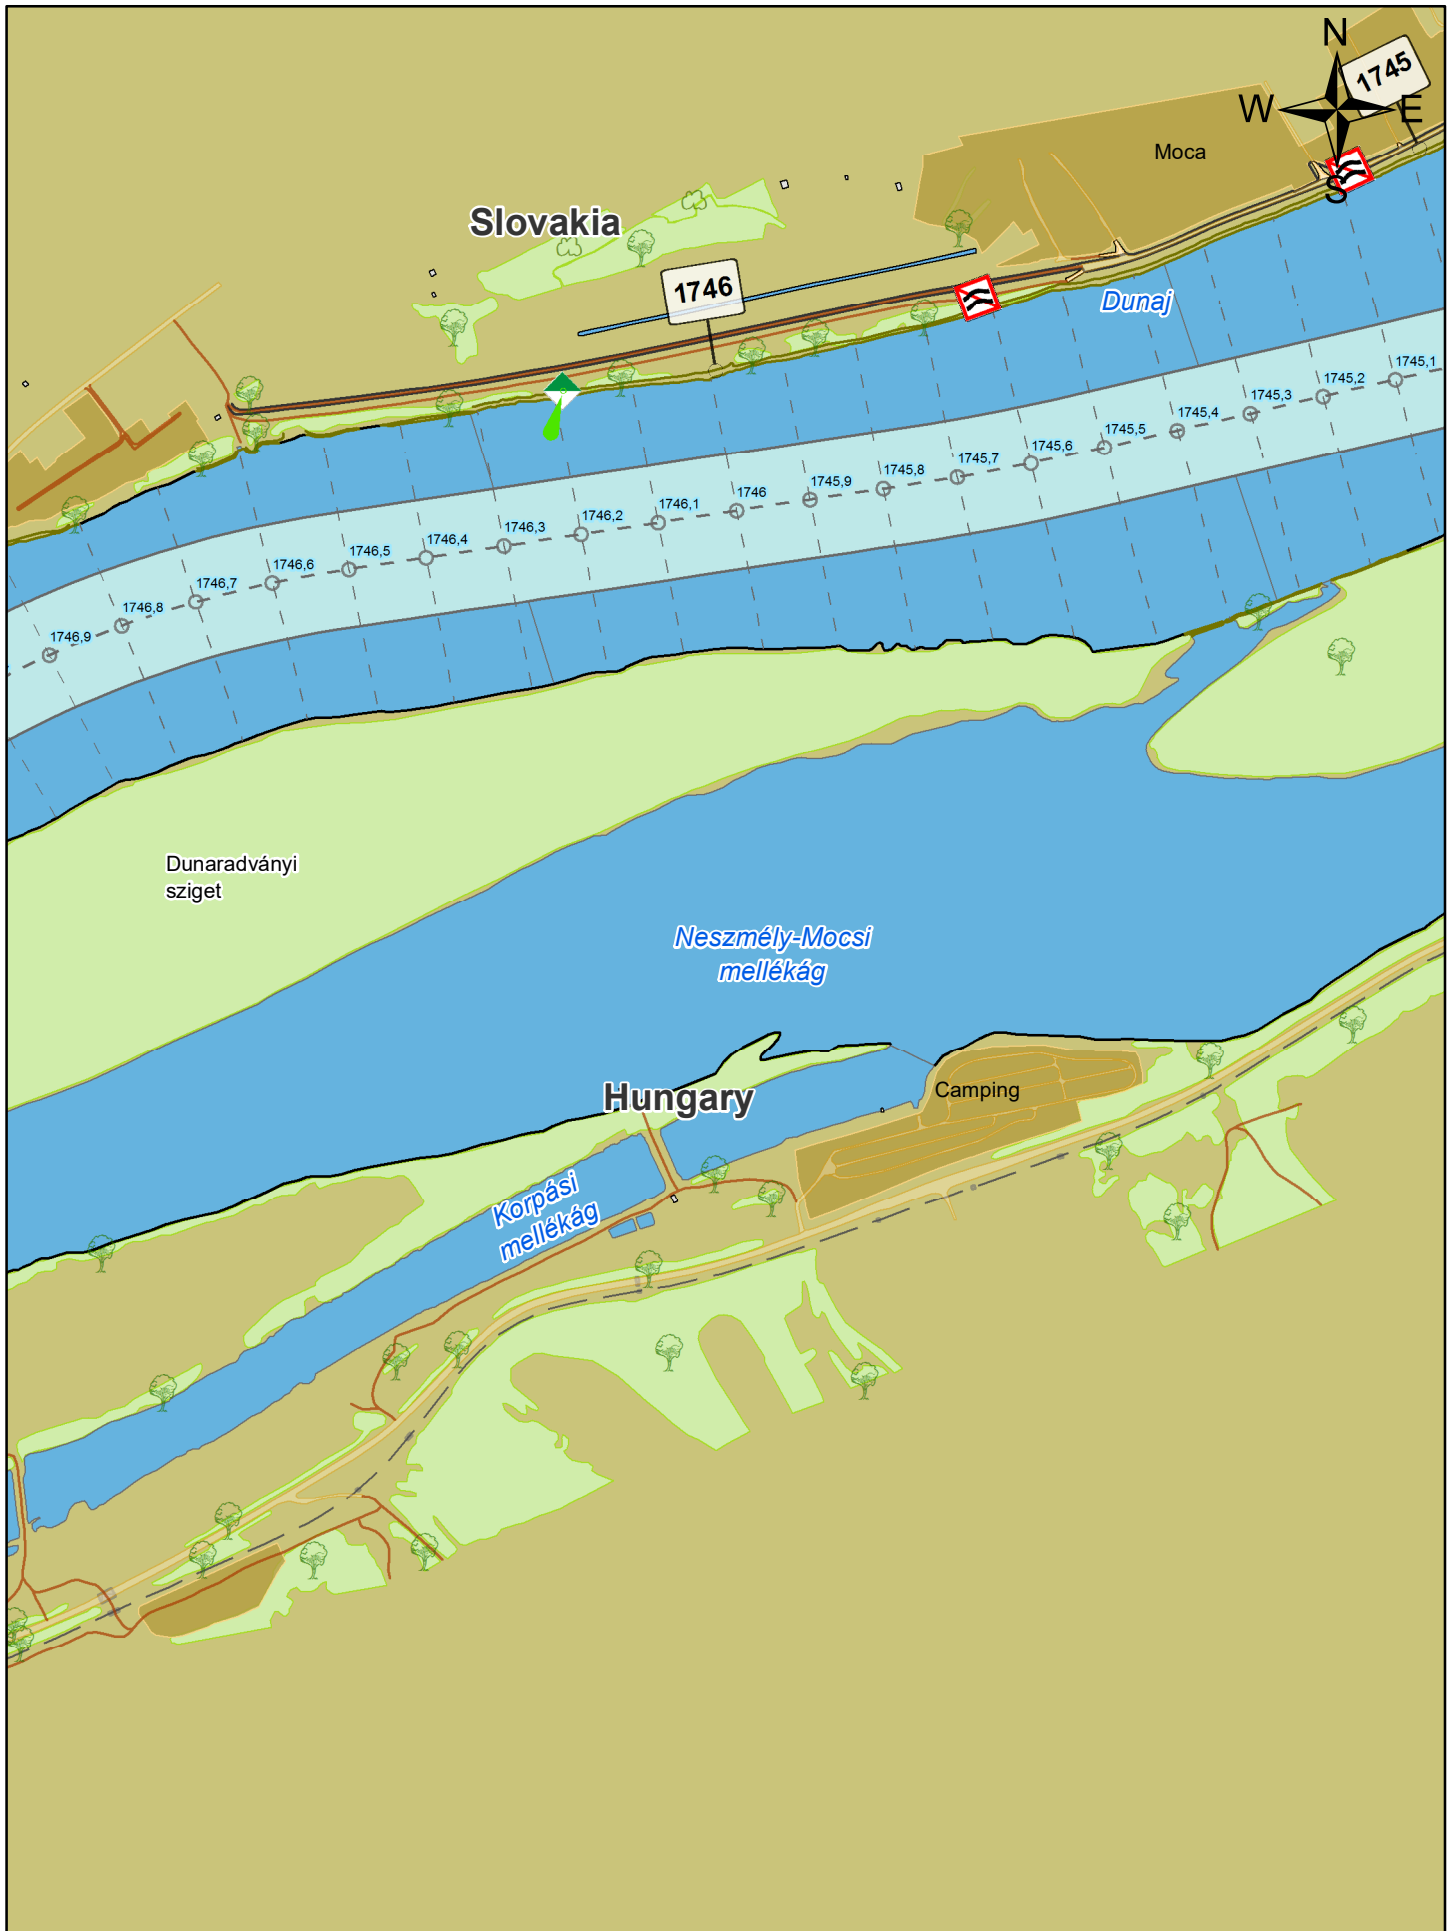 N
1745
W
E
Moca
S
Slovakia
1746
Dunaj
1745,1
1745,2
1745,3
1745,4
1745,5
1745,6
1745,7
1745,8
1745,9
1746
1746,1
1746,2
1746,3
1746,4
1746,5
1746,6
1746,7
1746,8
1746,9
Dunaradványi
sziget
Neszmély-Mocsi
mellékág
Hungary
Camping
Korpási
mellékág